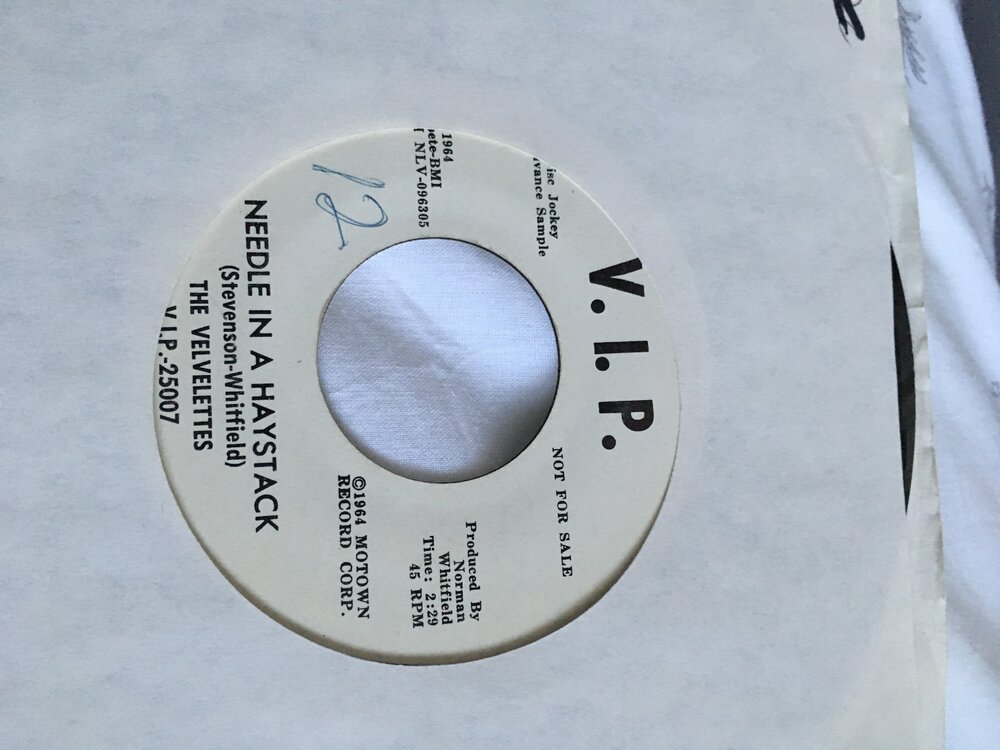 V. I. P.
isc Jockey
vance Sample
NOT FOR SALE
1964
ete-BMI
NLV-096305
Produced By
Norman
Whitfield
Time: 2:29
45 RPM
12
©1964 MOTOWN
RECORD CORP.
NEEDLE IN A HAYSTACK
(Stevenson-Whitfield)
THE VELVELETTES
V.I.P.-25007